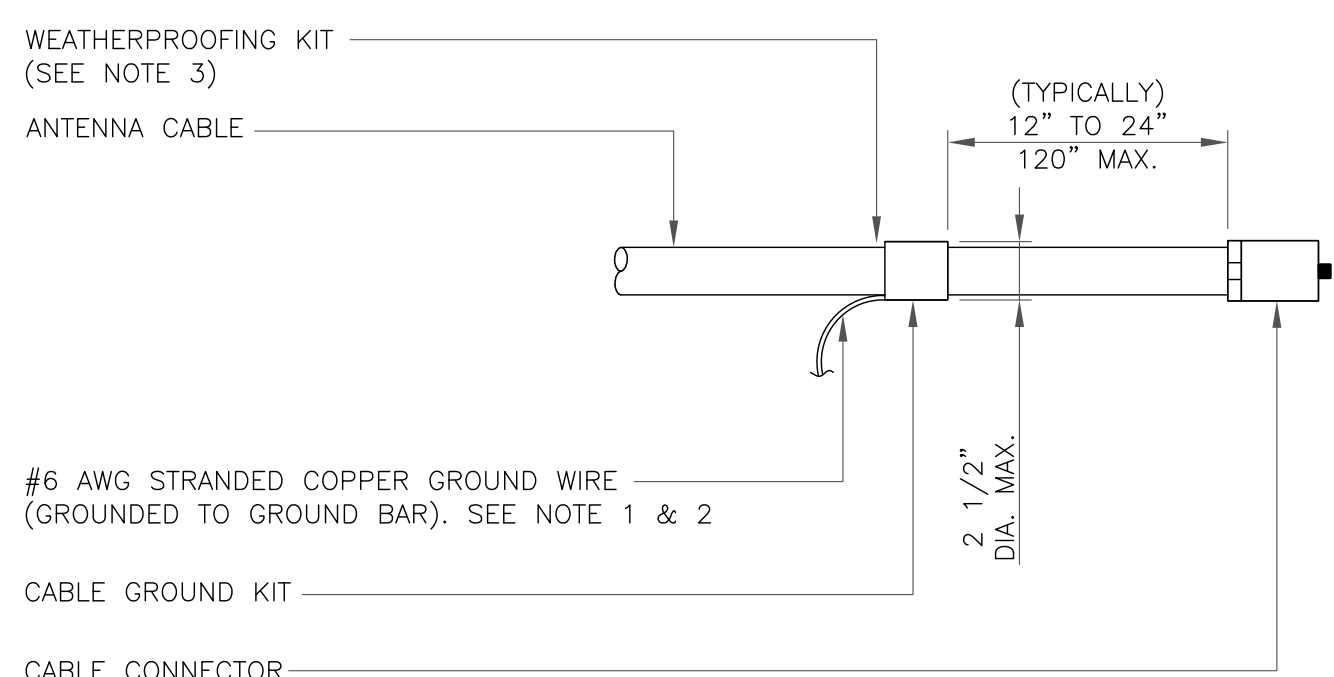 WEATHERPROOFING KIT
(SEE NOTE 3)
ANTENNA CABLE
(TYPICALLY)
12” TO 24”
120” MAX.
2 1/2”
DIA. MAX.
#6 AWG STRANDED COPPER GROUND WIRE
(GROUNDED TO GROUND BAR). SEE NOTE 1 & 2
CABLE GROUND KIT
CABLE CONNECTOR